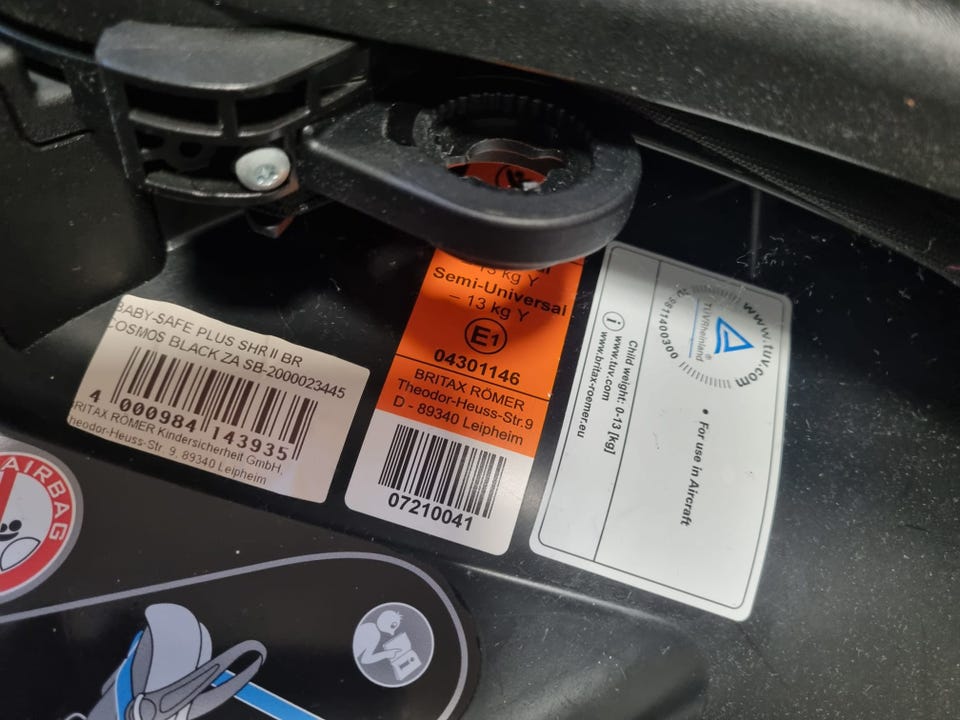 BABY-SAFE PLUS SHR II BR
COSMOS BLACK ZA SB-2000023445
4 000984 143935
BRITAX RÖMER Kindersicherheit GmbH,
Theodor-Heuss-Str. 9, 89340 Leipheim
13 kg Y
Semi-Universal
– 13 kg Y
E1
04301146
BRITAX RÖMER
Theodor-Heuss-Str.9
D - 89340 Leipheim
07210041
www.tuv.com
TÜVRheinland®
9811400300
• For use in Aircraft
Child weight: 0-13 [kg]
i www.tuv.com
www.britax-roemer.eu
AIRBAG